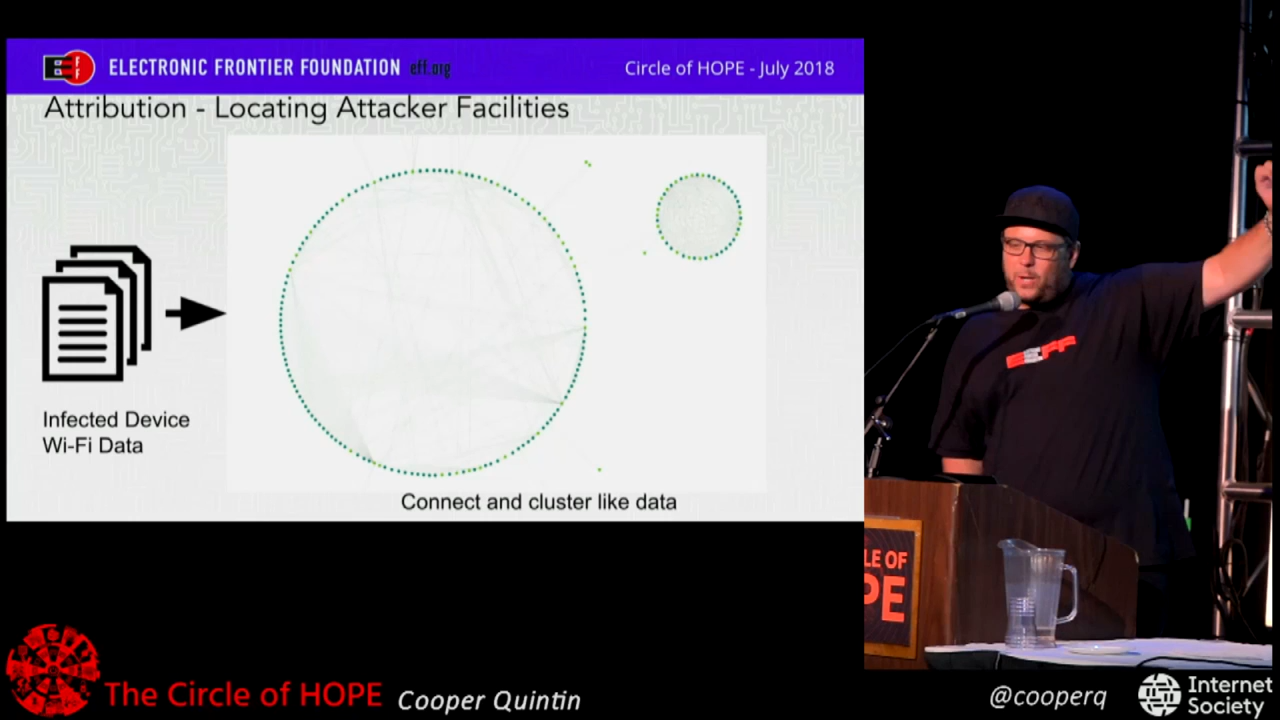 EFF
ELECTRONIC FRONTIER FOUNDATION eff.org
Circle of HOPE - July 2018
Attribution - Locating Attacker Facilities
Infected Device
Wi-Fi Data
Connect and cluster like data
EFF
LE OF
PE
The Circle of HOPE
Cooper Quintin
@cooperq
Internet
Society